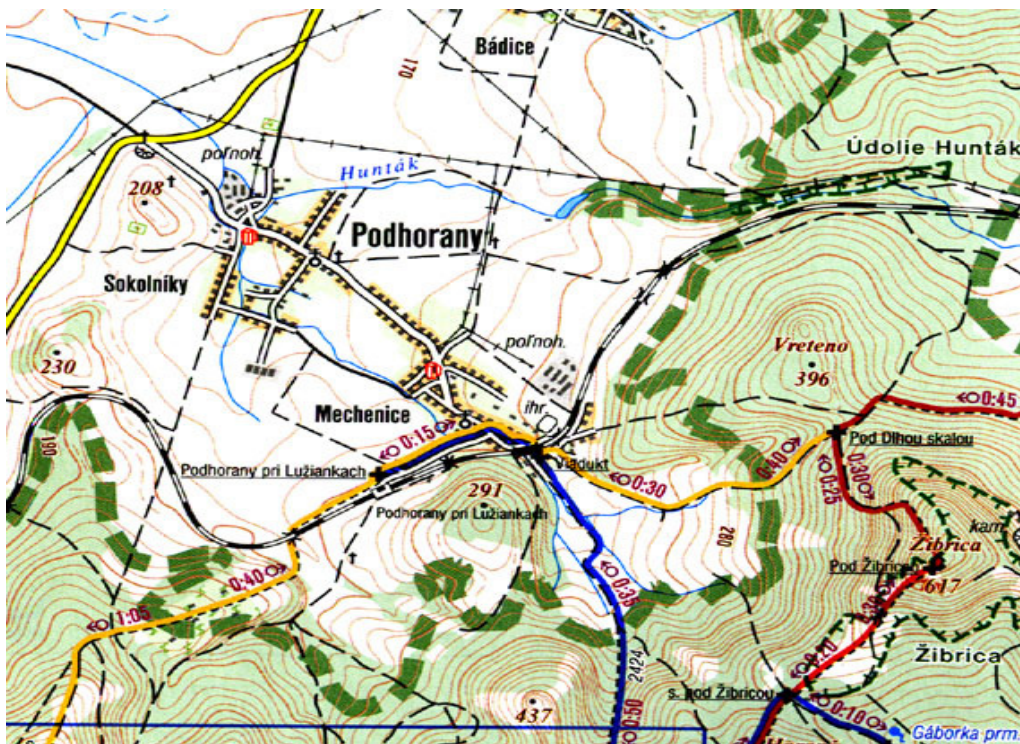 Bádice
170
Údolie Hunták
poľnoh.
Hunták
208
Podhorany
Sokolníky
Vreteno
396
poľnoh.
230
ihr.
Mechenice
0:15
0:45
190
Podhorany pri Lužiankach
Viadukt
Pod Dlhou skalou
0:40
0:30
0:30
0:25
291
Podhorany pri Lužiankach
280
kam.
Žibrica
Pod Žibricou
617
0:40
0:35
1:05
Žibrica
0:20
2424
s. pod Žibricou
437
0:50
0:10
Gáborka prm.